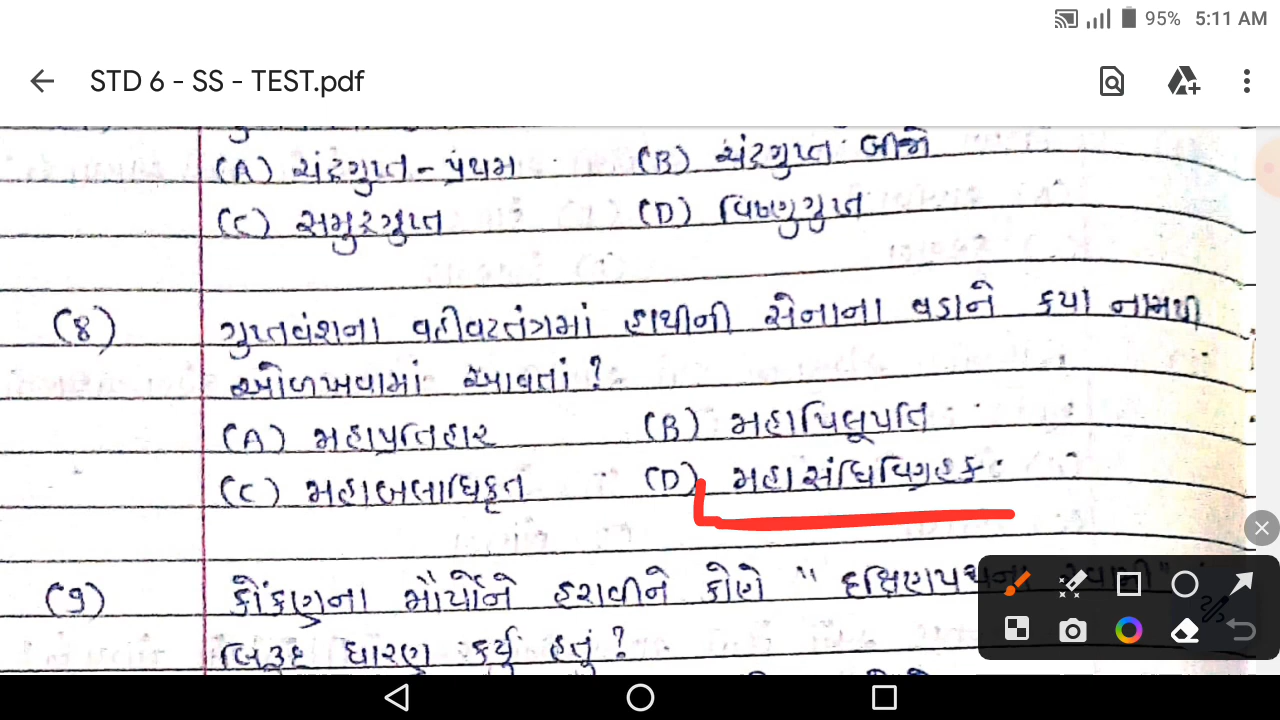 95% 5:11 AM
STD 6 - SS - TEST.pdf
(A) ચંદ્રગુપ્ત - પ્રથમ (B) ચંદ્રગુપ્ત બીજો
(C) સમુદ્રગુપ્ત (D) વિષ્ણુગુપ્ત
(8) ગુપ્તવંશના વહીવટતંત્રમાં હાથીની સેનાના વડાને કયા નામથી
ઓળખવામાં આવતાં?
(A) મહાપ્રતિહાર (B) મહાપિલૂપતિ
(C) મહાબલાધિકૃત (D) મહાસંધિવિગ્રહક
(9) કોંકણના મૌર્યોને હરાવીને કોણે " દક્ષિણપથના સ્વામી"
બિરુદ ધારણ કર્યુ હતું?